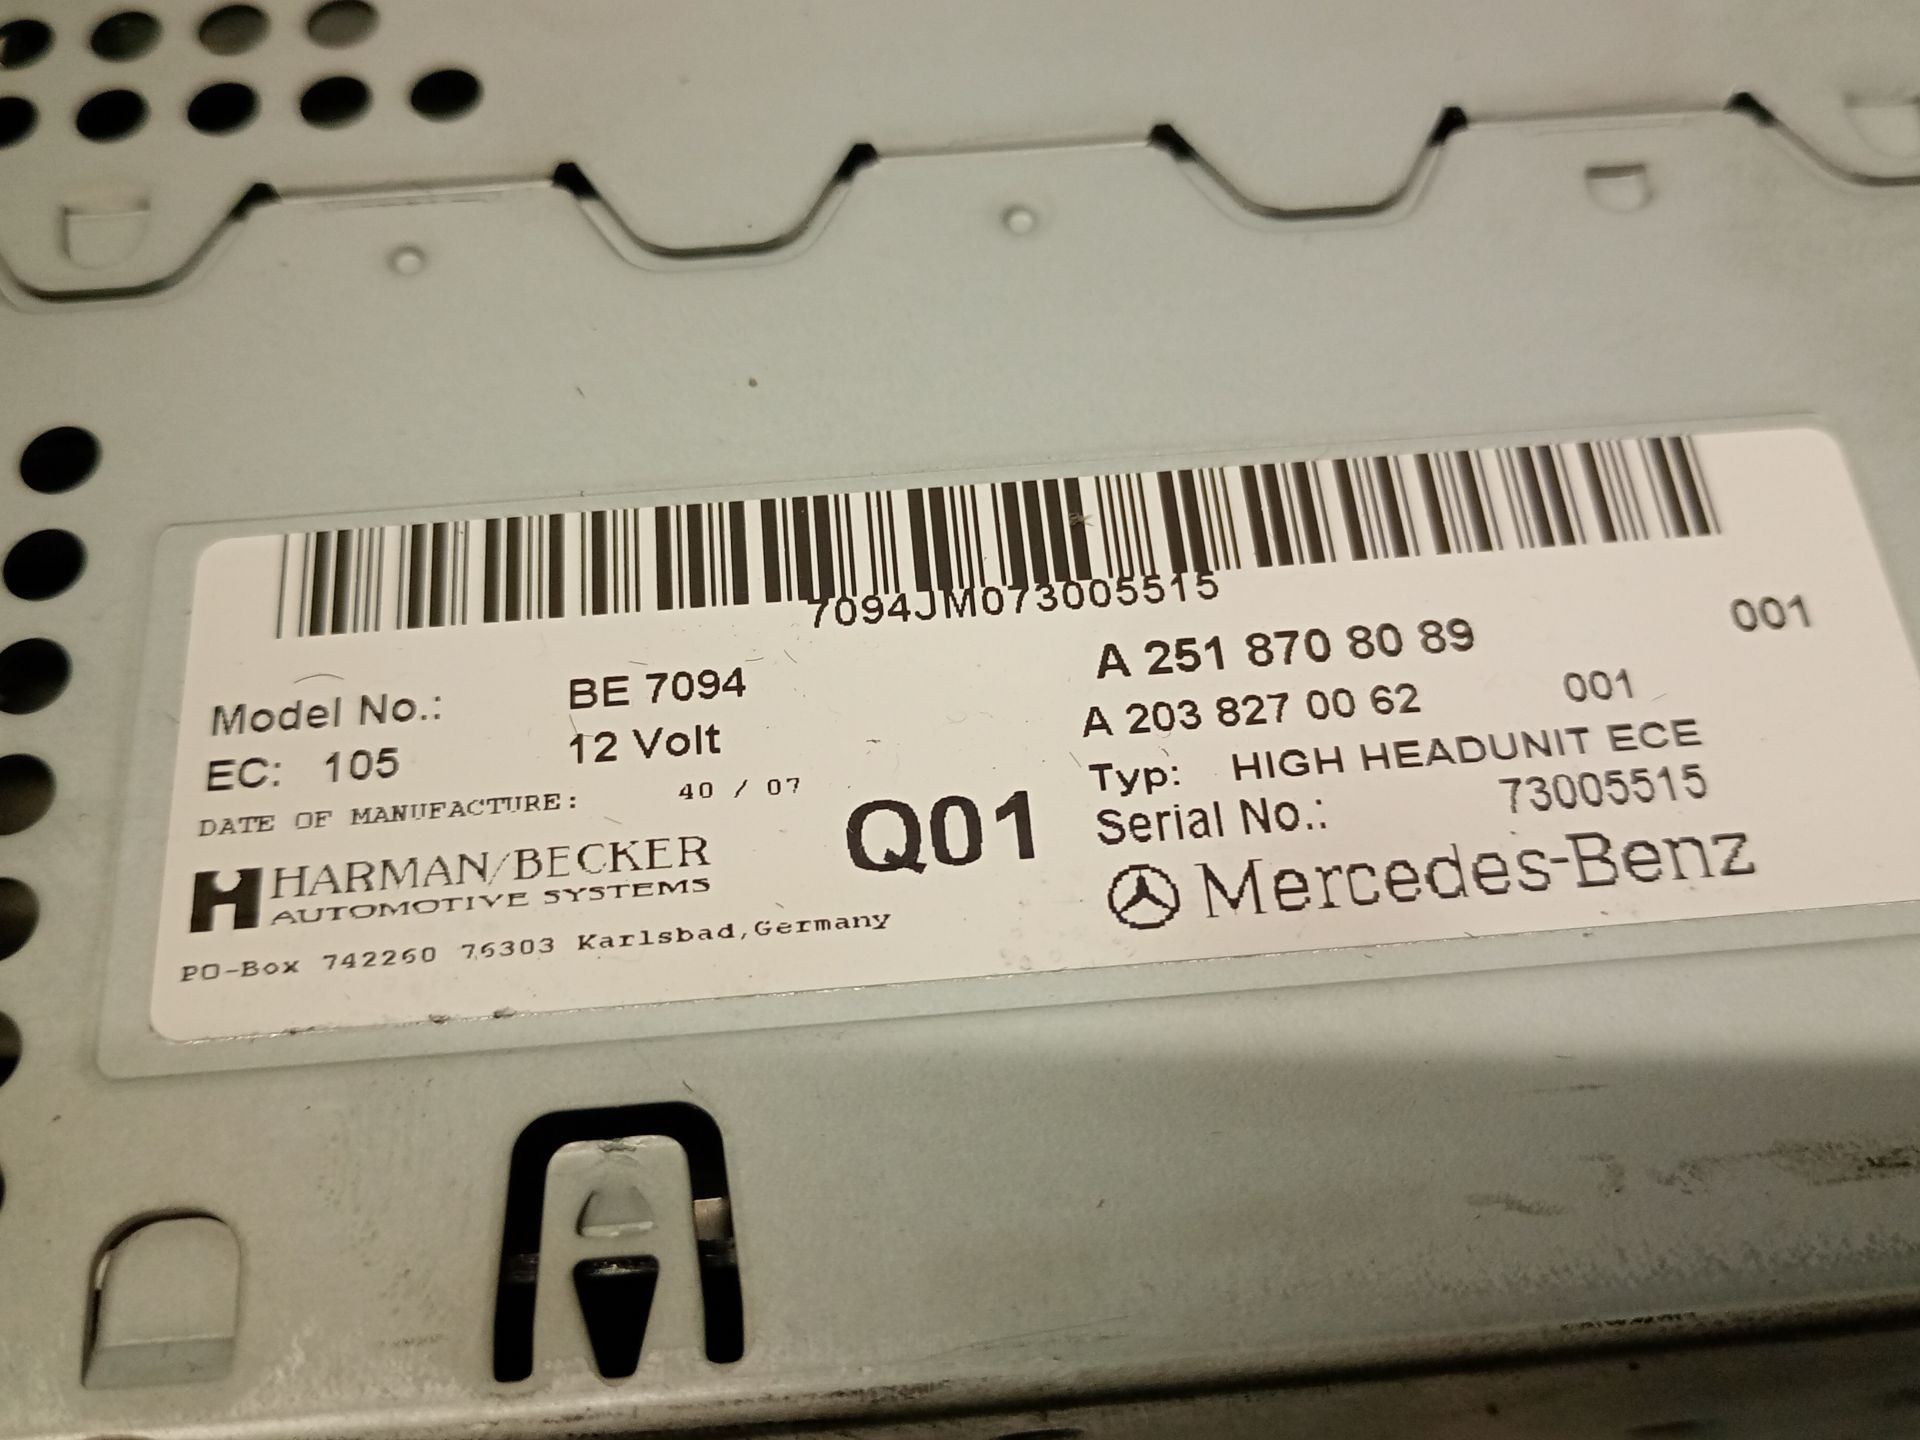 7094JM073005515
Model No.: BE 7094
A 251 870 80 89 001
EC: 105 12 Volt
A 203 827 00 62 001
DATE OF MANUFACTURE: 40 / 07
Typ: HIGH HEADUNIT ECE
Q01
Serial No.: 73005515
HARMAN/BECKER
AUTOMOTIVE SYSTEMS
Mercedes-Benz
PO-Box 742260 76303 Karlsbad,Germany